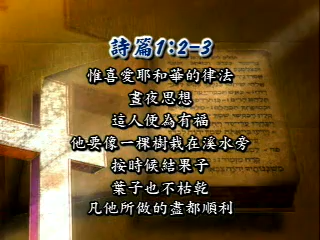 詩篇1:2-3
惟喜愛耶和華的律法
晝夜思想
這人便為有福
他要像一棵樹栽在溪水旁
按時候結果子
葉子也不枯乾
凡他所做的盡都順利